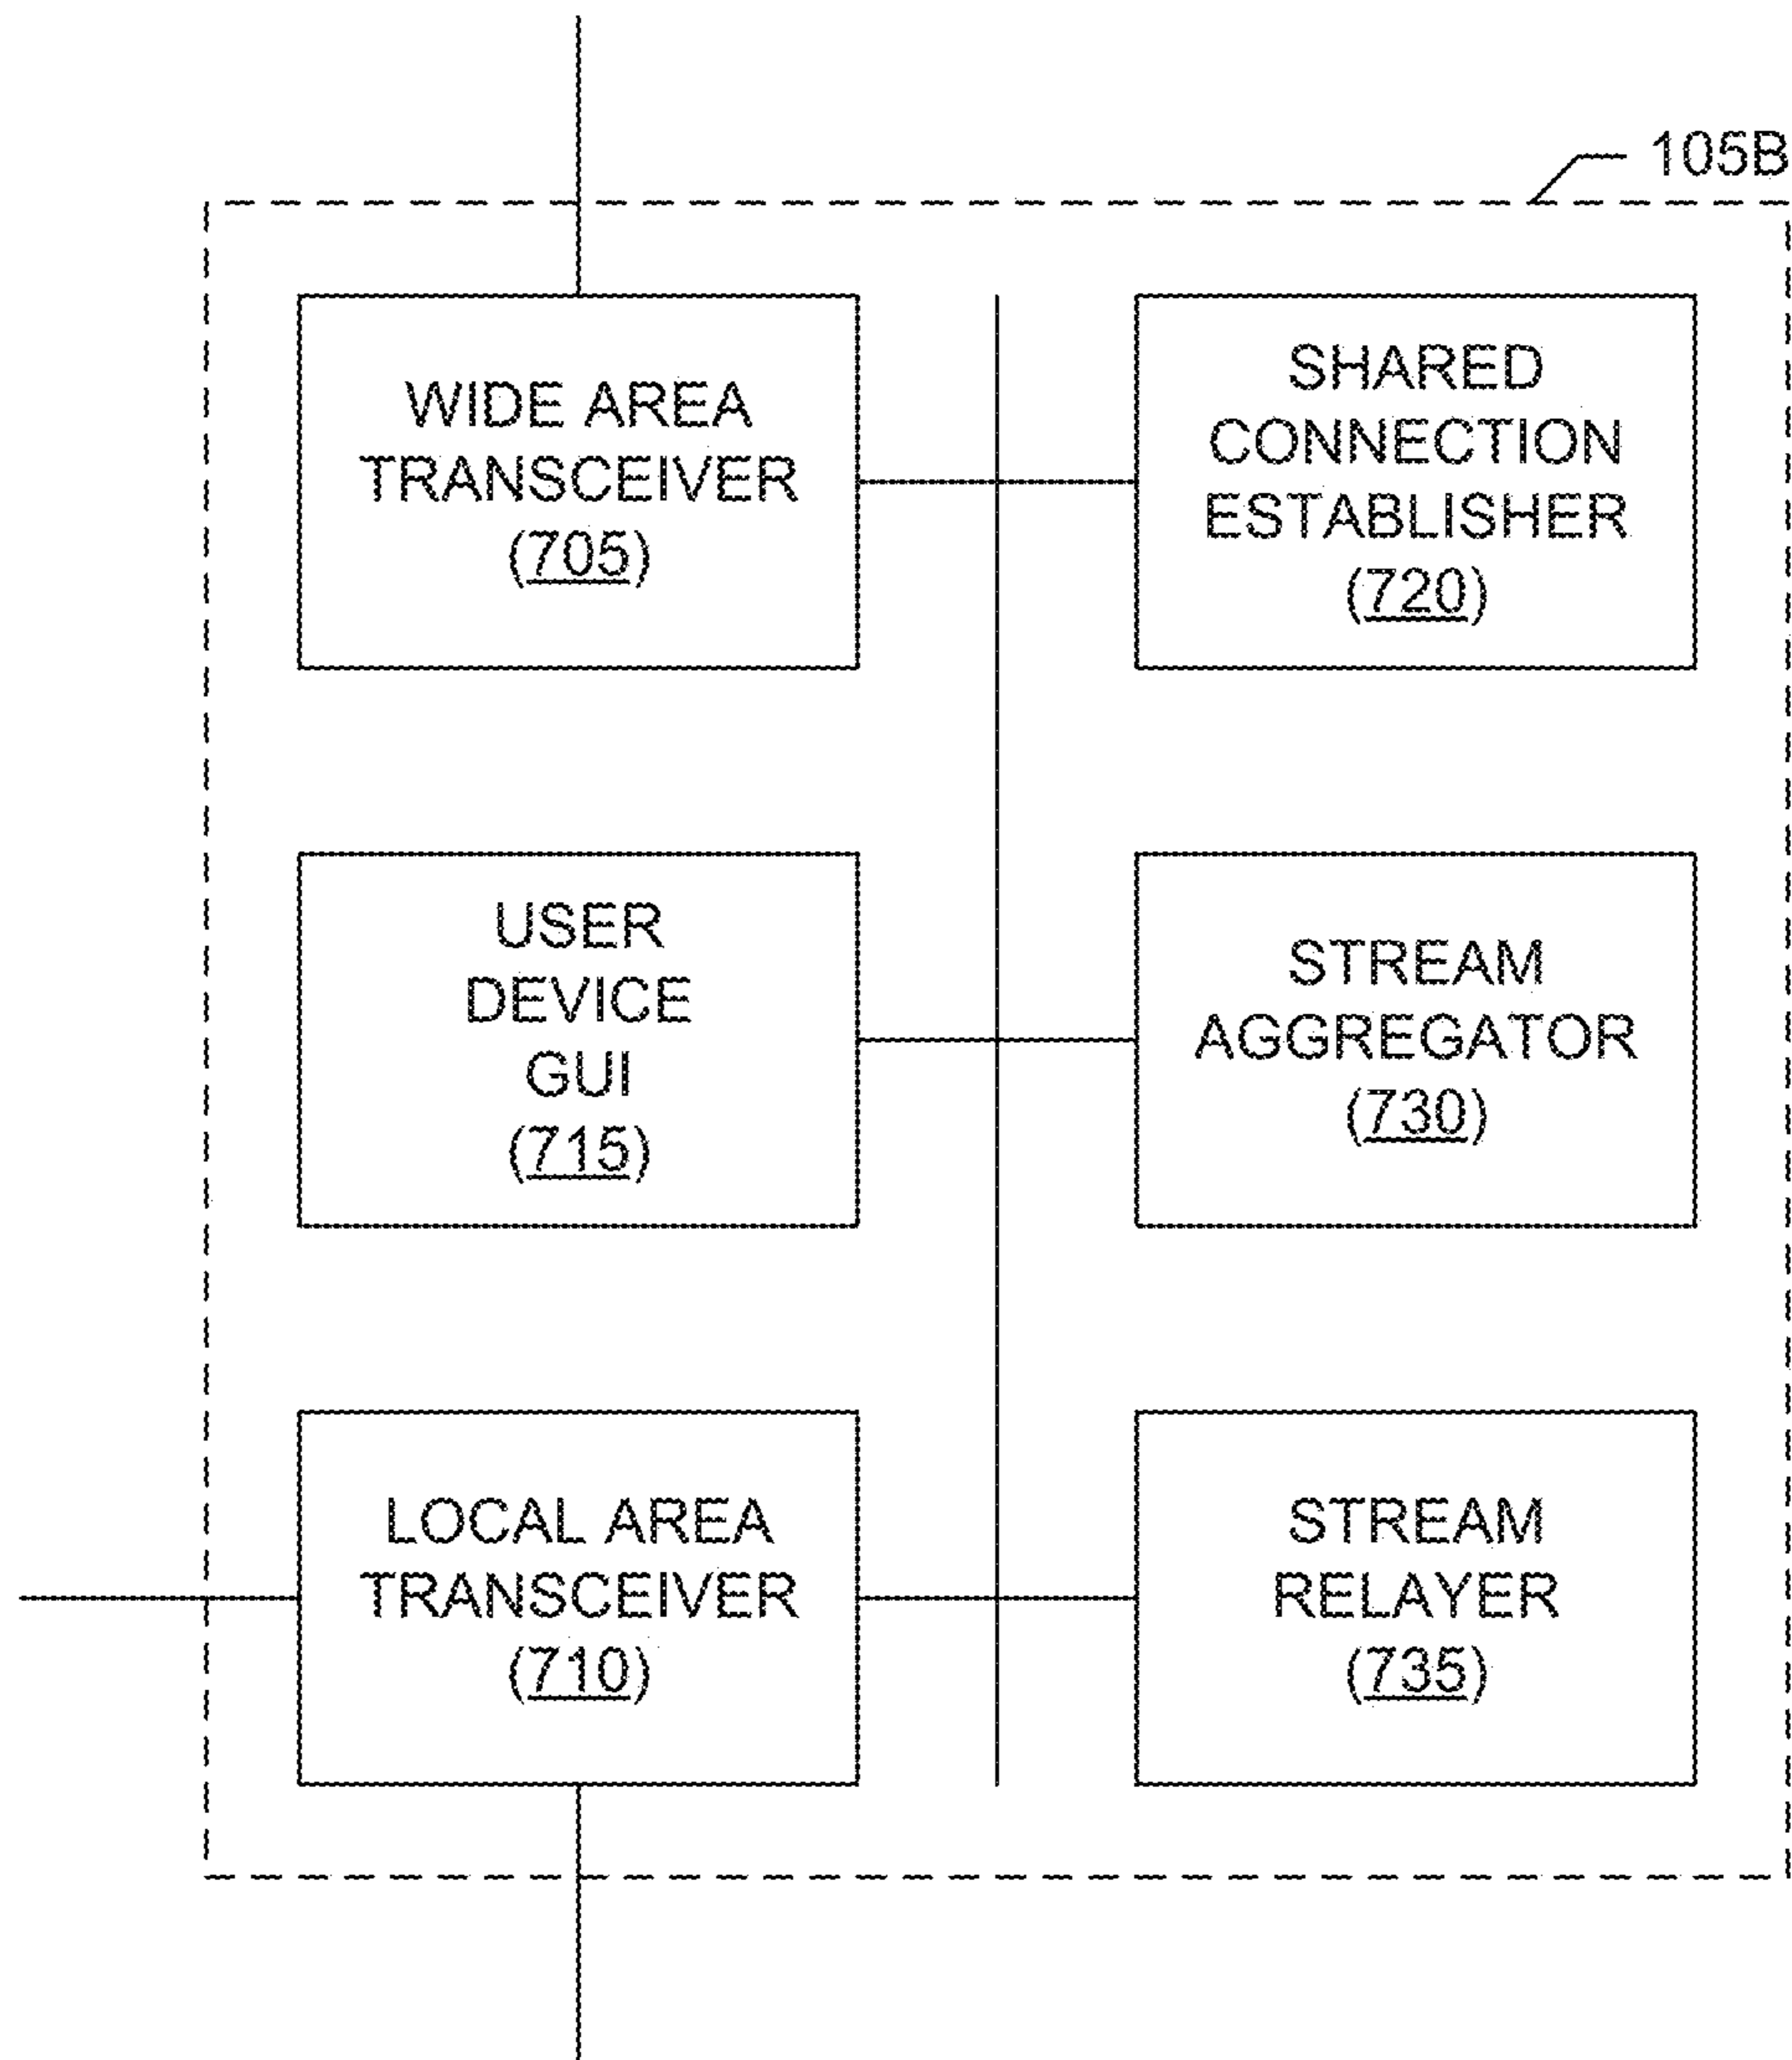 105B
WIDE AREA
TRANSCEIVER
(705)
SHARED
CONNECTION
ESTABLISHER
(720)
USER
DEVICE
GUI
(715)
STREAM
AGGREGATOR
(730)
LOCAL AREA
TRANSCEIVER
(710)
STREAM
RELAYER
(735)